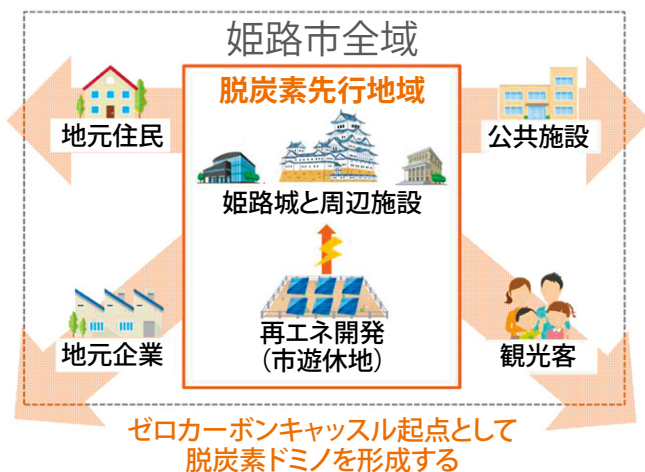 姫路市全域
脱炭素先行地域
地元住民
公共施設
姫路城と周辺施設
地元企業
再エネ開発
(市遊休地)
観光客
ゼロカーボンキャッスル起点として
脱炭素ドミノを形成する